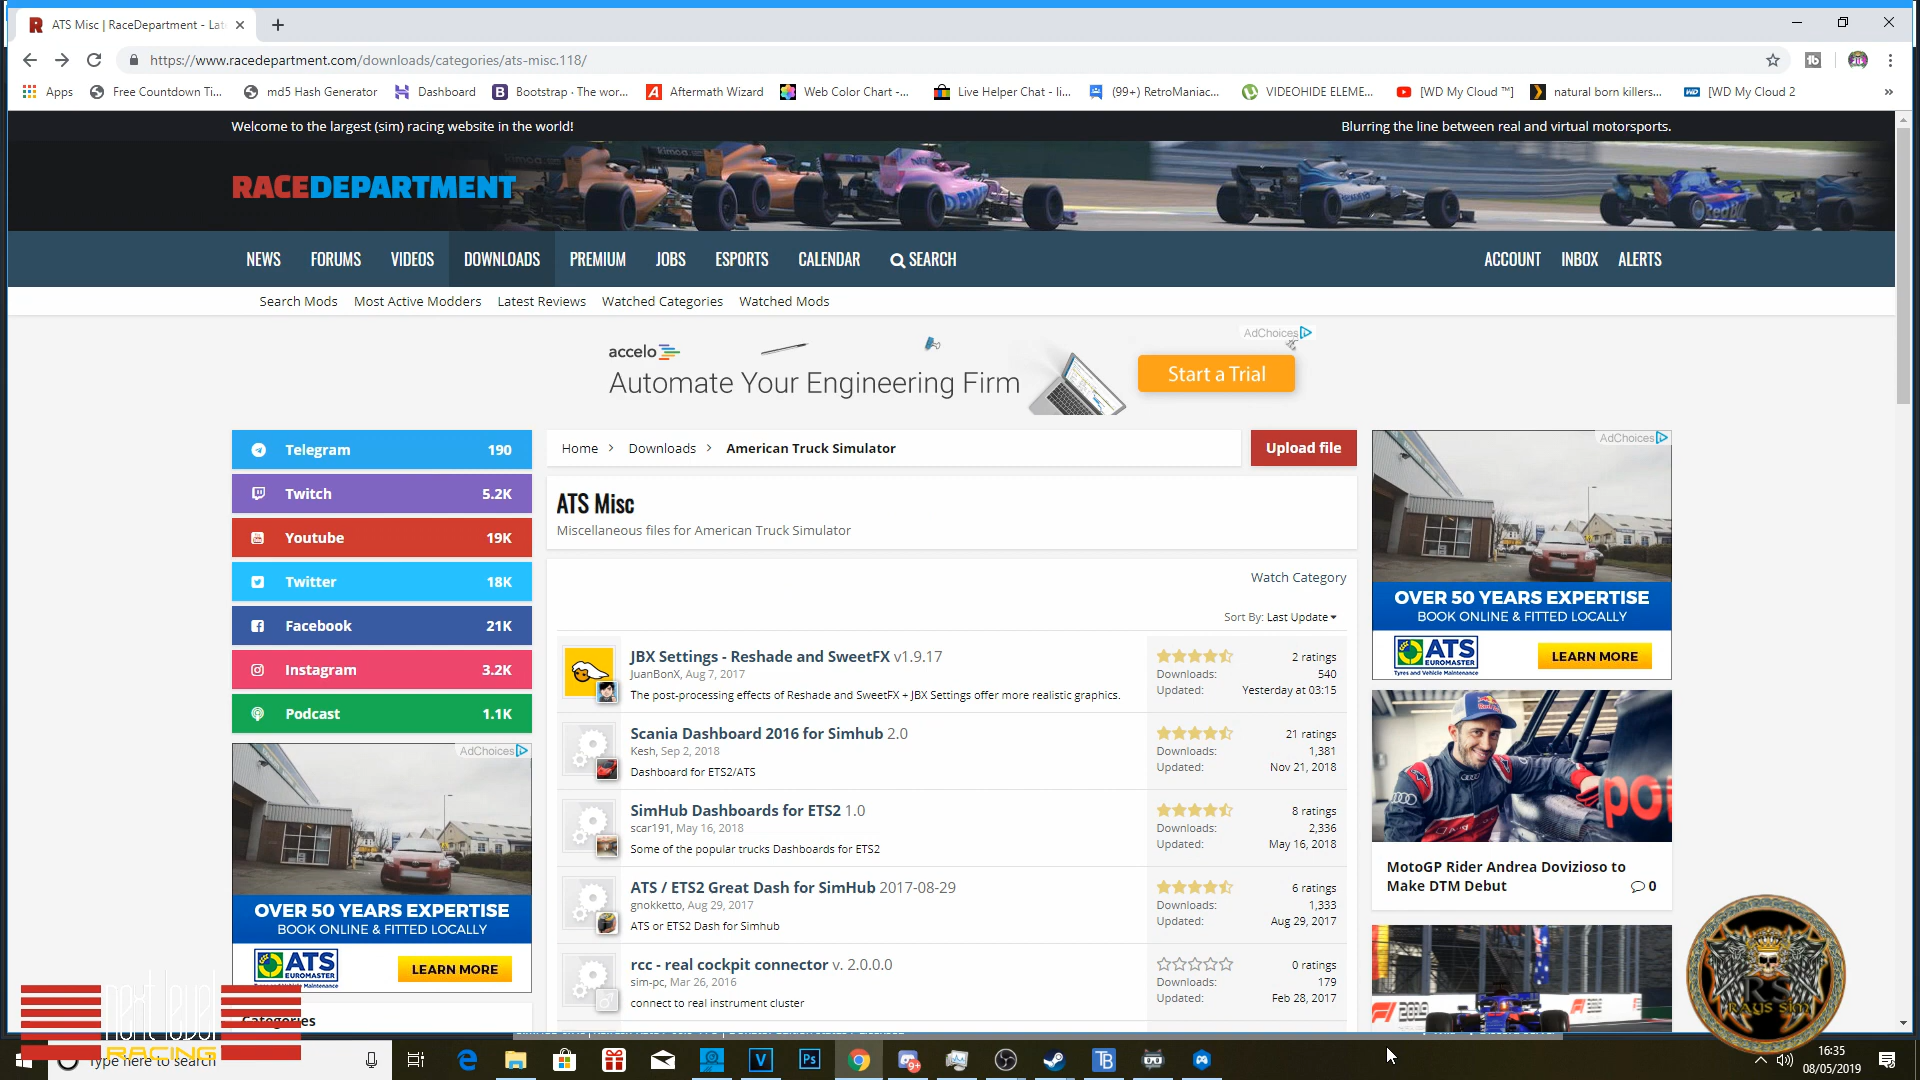 ATS Misc | RaceDepartment - Lat
https://www.racedepartment.com/downloads/categories/ats-misc.118/
Apps
Free Countdown Ti...
md5 Hash Generator
Dashboard
Bootstrap · The wor...
Aftermath Wizard
Web Color Chart -...
Live Helper Chat - li...
(99+) RetroManiac...
VIDEOHIDE ELEME...
[WD My Cloud ™]
natural born killers...
[WD My Cloud 2
Welcome to the largest (sim) racing website in the world!
Blurring the line between real and virtual motorsports.
RACEDEPARTMENT
NEWS FORUMS VIDEOS DOWNLOADS PREMIUM JOBS ESPORTS CALENDAR SEARCH
ACCOUNT INBOX ALERTS
Search Mods Most Active Modders Latest Reviews Watched Categories Watched Mods
AdChoices
accelo
Automate Your Engineering Firm
Start a Trial
Telegram 190
Twitch 5.2K
Youtube 19K
Twitter 18K
Facebook 21K
Instagram 3.2K
Podcast 1.1K
AdChoices
OVER 50 YEARS EXPERTISE
BOOK ONLINE & FITTED LOCALLY
ATS
EUROMASTER
LEARN MORE
Categories
Home > Downloads > American Truck Simulator
Upload file
ATS Misc
Miscellaneous files for American Truck Simulator
Watch Category
Sort By: Last Update
JBX Settings - Reshade and SweetFX v1.9.17
JuanBonX, Aug 7, 2017
The post-processing effects of Reshade and SweetFX + JBX Settings offer more realistic graphics.
2 ratings
Downloads: 540
Updated: Yesterday at 03:15
Scania Dashboard 2016 for Simhub 2.0
Kesh, Sep 2, 2018
Dashboard for ETS2/ATS
21 ratings
Downloads: 1,381
Updated: Nov 21, 2018
SimHub Dashboards for ETS2 1.0
scar191, May 16, 2018
Some of the popular trucks Dashboards for ETS2
8 ratings
Downloads: 2,336
Updated: May 16, 2018
ATS / ETS2 Great Dash for SimHub 2017-08-29
gnokketto, Aug 29, 2017
ATS or ETS2 Dash for Simhub
6 ratings
Downloads: 1,333
Updated: Aug 29, 2017
rcc - real cockpit connector v. 2.0.0.0
sim-pc, Mar 26, 2016
connect to real instrument cluster
0 ratings
Downloads: 179
Updated: Feb 28, 2017
AdChoices
OVER 50 YEARS EXPERTISE
BOOK ONLINE & FITTED LOCALLY
ATS
EUROMASTER
Tyres and Vehicle Maintenance
LEARN MORE
MotoGP Rider Andrea Dovizioso to
Make DTM Debut
0
next level
RACING
RS
RAYS SIM
Type here to search
16:35
08/05/2019